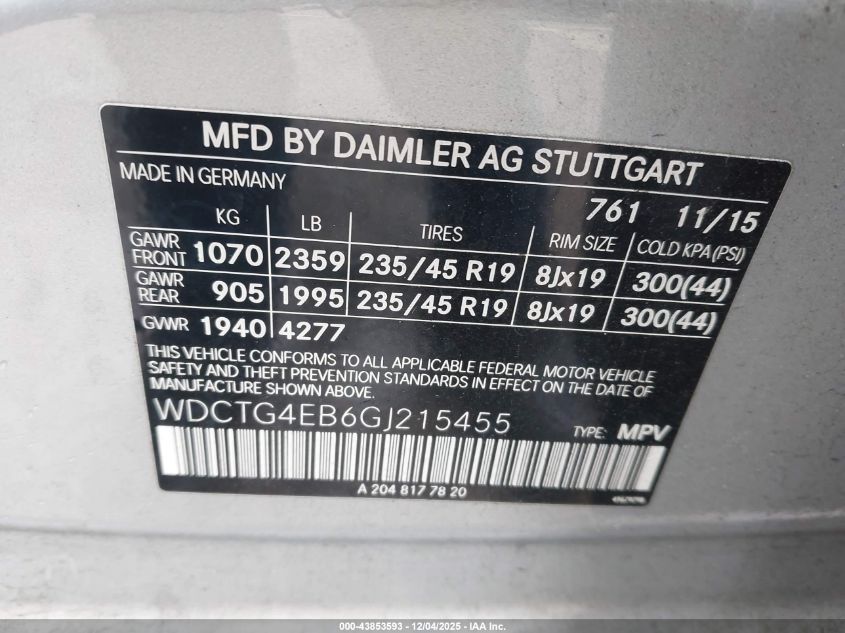 MFD BY DAIMLER AG STUTTGART
MADE IN GERMANY 761 11/15
KG LB TIRES RIM SIZE COLD KPA(PSI)
GAWR FRONT 1070 2359 235/45 R19 8Jx19 300(44)
GAWR REAR 905 1995 235/45 R19 8Jx19 300(44)
GVWR 1940 4277
THIS VEHICLE CONFORMS TO ALL APPLICABLE FEDERAL MOTOR VEHICLE
SAFETY AND THEFT PREVENTION STANDARDS IN EFFECT ON THE DATE OF
MANUFACTURE SHOWN ABOVE.
WDCTG4EB6GJ215455 TYPE: MPV
A 204 817 78 20
000-43853593 - 12/04/2025 - IAA Inc.